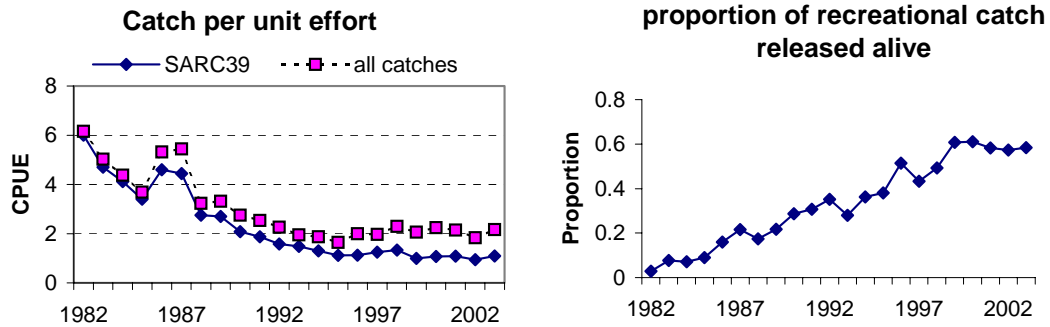 Catch per unit effort
SARC39 all catches
8
6
4
2
0
CPUE
1982 1987 1992 1997 2002
proportion of recreational catch
released alive
0.8
0.6
0.4
0.2
0
Proportion
1982 1987 1992 1997 2002